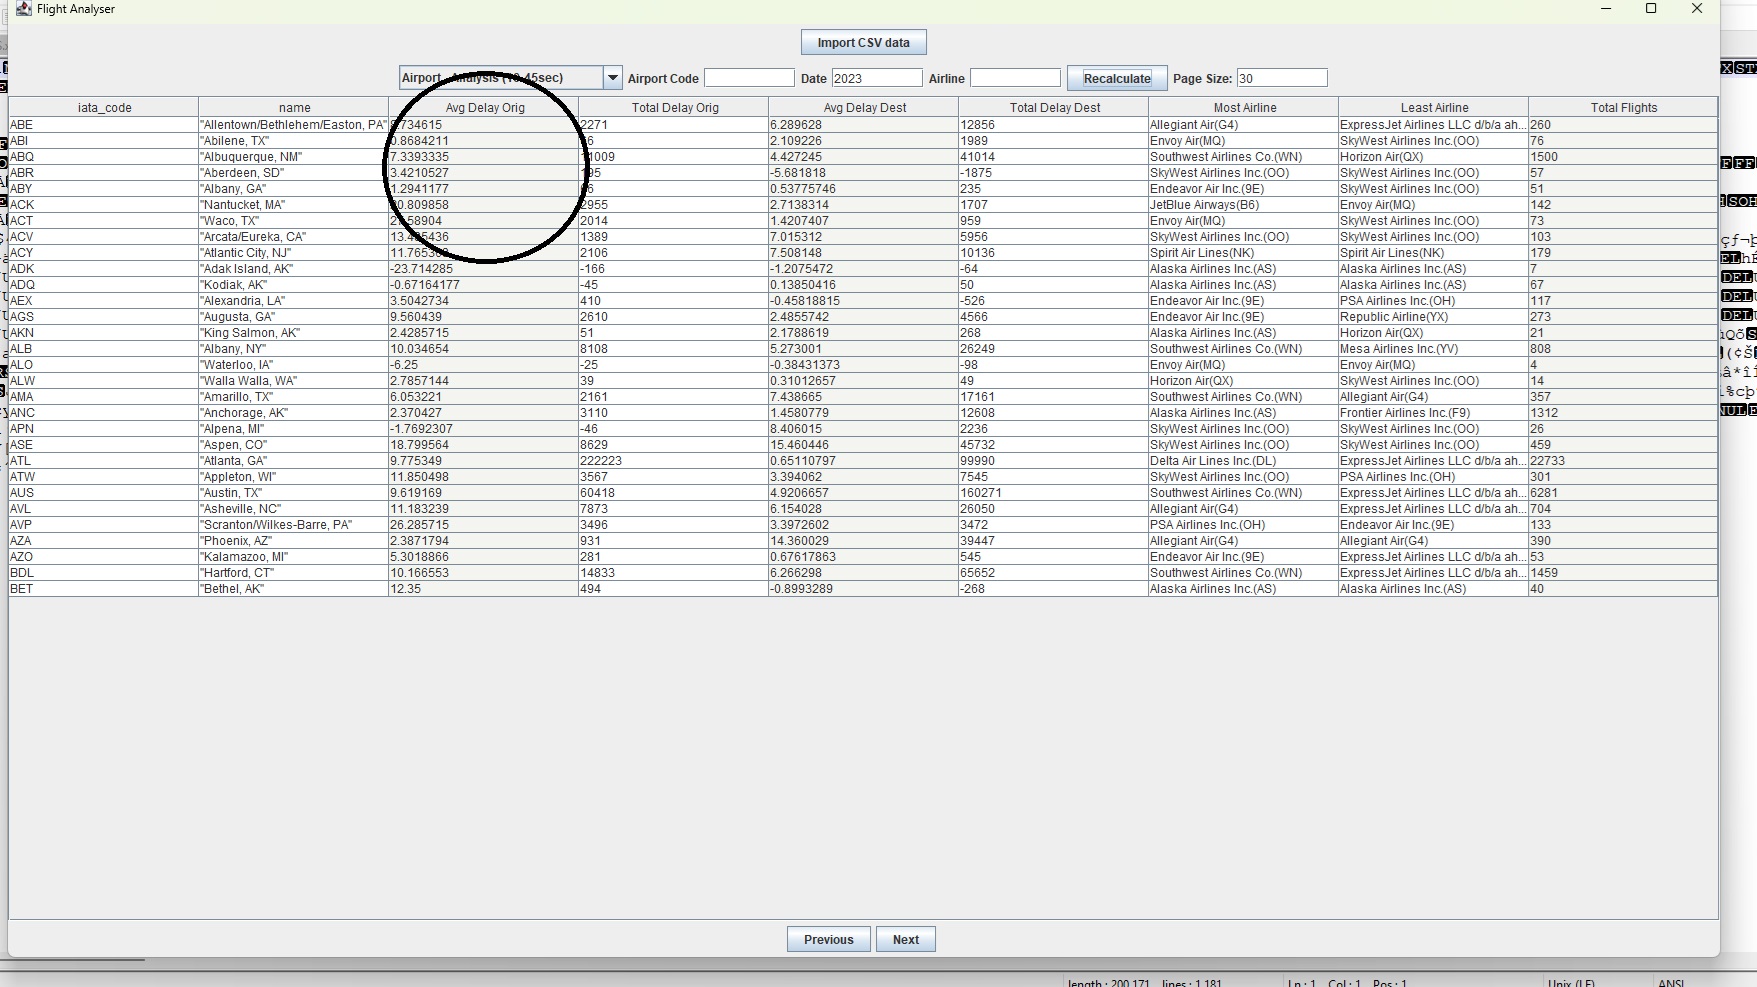 Flight Analyser
Import CSV data
Airport Analysis Airport Code Date 2023 Airline Recalculate Page Size: 30
iata_code name Avg Delay Orig Total Delay Orig Avg Delay Dest Total Delay Dest Most Airline Least Airline Total Flights
ABE "Allentown/Bethlehem/Easton, PA" 2271 6.289628 12856 Allegiant Air(G4) ExpressJet Airlines LLC d/b/a ah... 260
ABI "Abilene, TX" 0.8684211 2.109226 1989 Envoy Air(MQ) SkyWest Airlines Inc.(OO) 76
ABQ "Albuquerque, NM" 7.3393335 11009 4.427245 41014 Southwest Airlines Co.(WN) Horizon Air(QX) 1500
ABR "Aberdeen, SD" 3.4210527 195 -5.681818 -1875 SkyWest Airlines Inc.(OO) SkyWest Airlines Inc.(OO) 57
ABY "Albany, GA" 1.2941177 0.53775746 235 Endeavor Air Inc.(9E) SkyWest Airlines Inc.(OO) 51
ACK "Nantucket, MA" 20.809858 2955 2.7138314 1707 JetBlue Airways(B6) Envoy Air(MQ) 142
ACT "Waco, TX" 27.58904 2014 1.4207407 959 Envoy Air(MQ) SkyWest Airlines Inc.(OO) 73
ACV "Arcata/Eureka, CA" 13.485436 1389 7.015312 5956 SkyWest Airlines Inc.(OO) SkyWest Airlines Inc.(OO) 103
ACY "Atlantic City, NJ" 2106 7.508148 10136 Spirit Air Lines(NK) Spirit Air Lines(NK) 179
ADK "Adak Island, AK" -23.714285 -166 -1.2075472 -64 Alaska Airlines Inc.(AS) Alaska Airlines Inc.(AS) 7
ADQ "Kodiak, AK" -0.67164177 -45 0.13850416 50 Alaska Airlines Inc.(AS) Alaska Airlines Inc.(AS) 67
AEX "Alexandria, LA" 3.5042734 410 -0.45818815 -526 Endeavor Air Inc.(9E) PSA Airlines Inc.(OH) 117
AGS "Augusta, GA" 9.560439 2610 2.4855742 4566 Endeavor Air Inc.(9E) Republic Airline(YX) 273
AKN "King Salmon, AK" 2.4285715 51 2.1788619 268 Alaska Airlines Inc.(AS) Horizon Air(QX) 21
ALB "Albany, NY" 10.034654 8108 5.273001 26249 Southwest Airlines Co.(WN) Mesa Airlines Inc.(YV) 808
ALO "Waterloo, IA" -6.25 -25 -0.38431373 -98 Envoy Air(MQ) Envoy Air(MQ) 4
ALW "Walla Walla, WA" 2.7857144 39 0.31012657 49 Horizon Air(QX) SkyWest Airlines Inc.(OO) 14
AMA "Amarillo, TX" 6.053221 2161 7.438665 17161 Southwest Airlines Co.(WN) Allegiant Air(G4) 357
ANC "Anchorage, AK" 2.370427 3110 1.4580779 12608 Alaska Airlines Inc.(AS) Frontier Airlines Inc.(F9) 1312
APN "Alpena, MI" -1.7692307 -46 8.406015 2236 SkyWest Airlines Inc.(OO) SkyWest Airlines Inc.(OO) 26
ASE "Aspen, CO" 18.799564 8629 15.460446 45732 SkyWest Airlines Inc.(OO) SkyWest Airlines Inc.(OO) 459
ATL "Atlanta, GA" 9.775349 222223 0.65110797 99990 Delta Air Lines Inc.(DL) ExpressJet Airlines LLC d/b/a ah... 22733
ATW "Appleton, WI" 11.850498 3567 3.394062 7545 SkyWest Airlines Inc.(OO) PSA Airlines Inc.(OH) 301
AUS "Austin, TX" 9.619169 60418 4.9206657 160271 Southwest Airlines Co.(WN) ExpressJet Airlines LLC d/b/a ah... 6281
AVL "Asheville, NC" 11.183239 7873 6.154028 26050 Allegiant Air(G4) ExpressJet Airlines LLC d/b/a ah... 704
AVP "Scranton/Wilkes-Barre, PA" 26.285715 3496 3.3972602 3472 PSA Airlines Inc.(OH) Endeavor Air Inc.(9E) 133
AZA "Phoenix, AZ" 2.3871794 931 14.360029 39447 Allegiant Air(G4) Allegiant Air(G4) 390
AZO "Kalamazoo, MI" 5.3018866 281 0.67617863 545 Endeavor Air Inc.(9E) ExpressJet Airlines LLC d/b/a ah... 53
BDL "Hartford, CT" 10.166553 14833 6.266298 65652 Southwest Airlines Co.(WN) ExpressJet Airlines LLC d/b/a ah... 1459
BET "Bethel, AK" 12.35 494 -0.8993289 -268 Alaska Airlines Inc.(AS) Alaska Airlines Inc.(AS) 40
Previous Next
length : 200,171 lines : 1,181 Ln : 1 Col : 1 Pos : 1 Unix (LF) ANSI